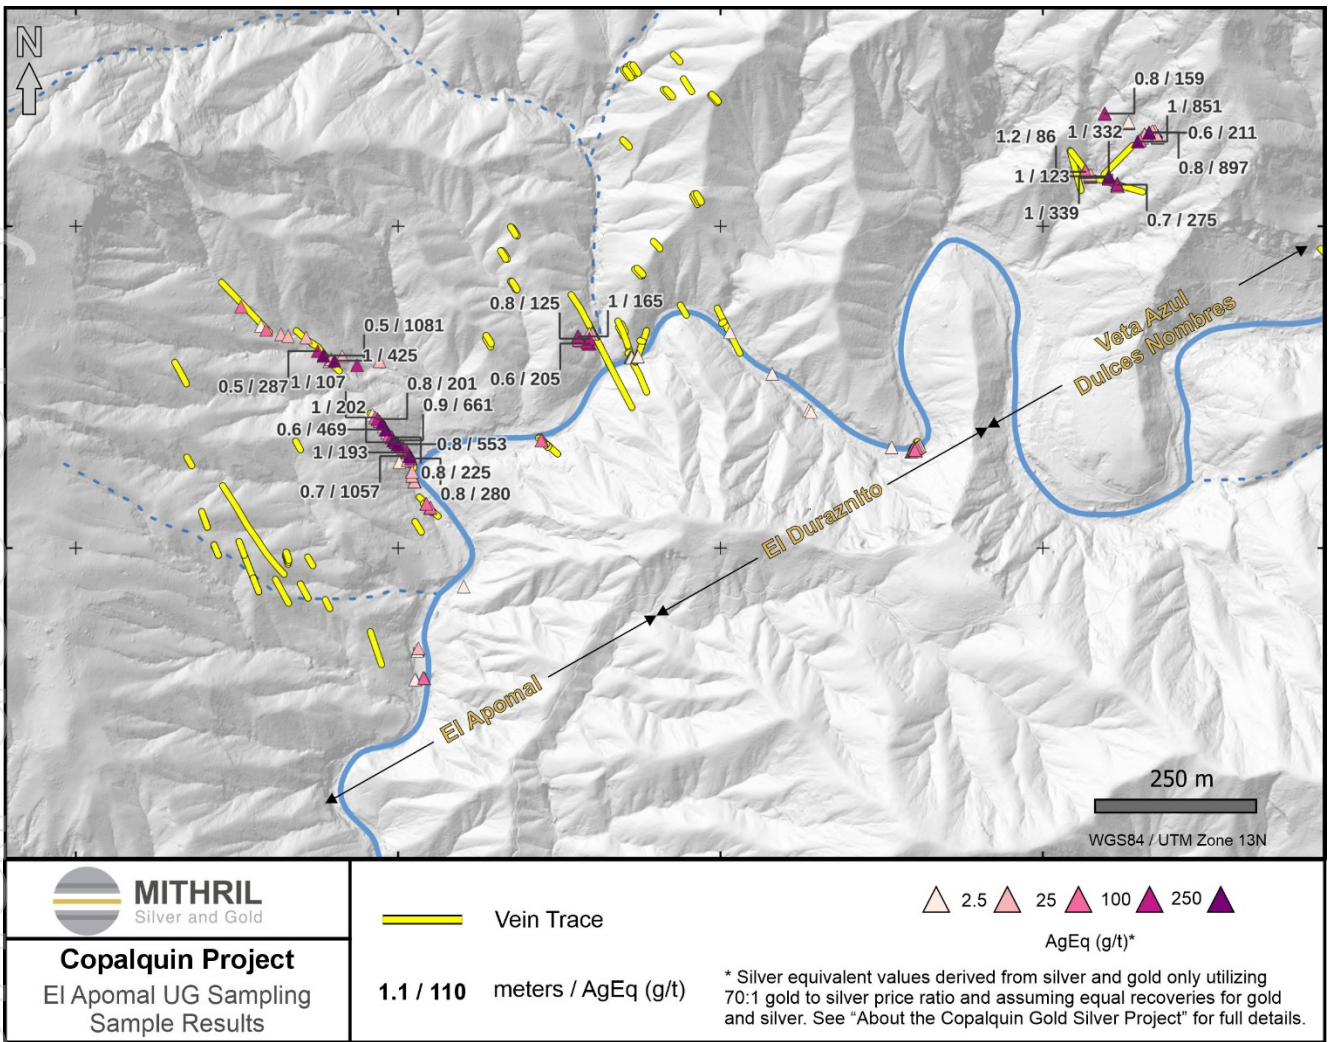 N
0.8 / 159
1 / 851
1.2 / 86
1 / 332
0.6 / 211
0.8 / 897
1 / 123
1 / 339
0.7 / 275
Veta Azul
Dulces Nombres
0.8 / 125
1 / 165
0.6 / 205
0.5 / 1081
1 / 425
0.5 / 287
1 / 107
0.8 / 201
1 / 202
0.9 / 661
0.6 / 469
0.8 / 553
1 / 193
0.8 / 225
0.7 / 1057
0.8 / 280
El Duraznito
El Apomal
250 m
WGS84 / UTM Zone 13N
MITHRIL
Silver and Gold
Copalquin Project
El Apomal UG Sampling
Sample Results
Vein Trace
1.1 / 110 meters / AgEq (g/t)
2.5 25 100 250
AgEq (g/t)*
* Silver equivalent values derived from silver and gold only utilizing
70:1 gold to silver price ratio and assuming equal recoveries for gold
and silver. See “About the Copalquin Gold Silver Project” for full details.